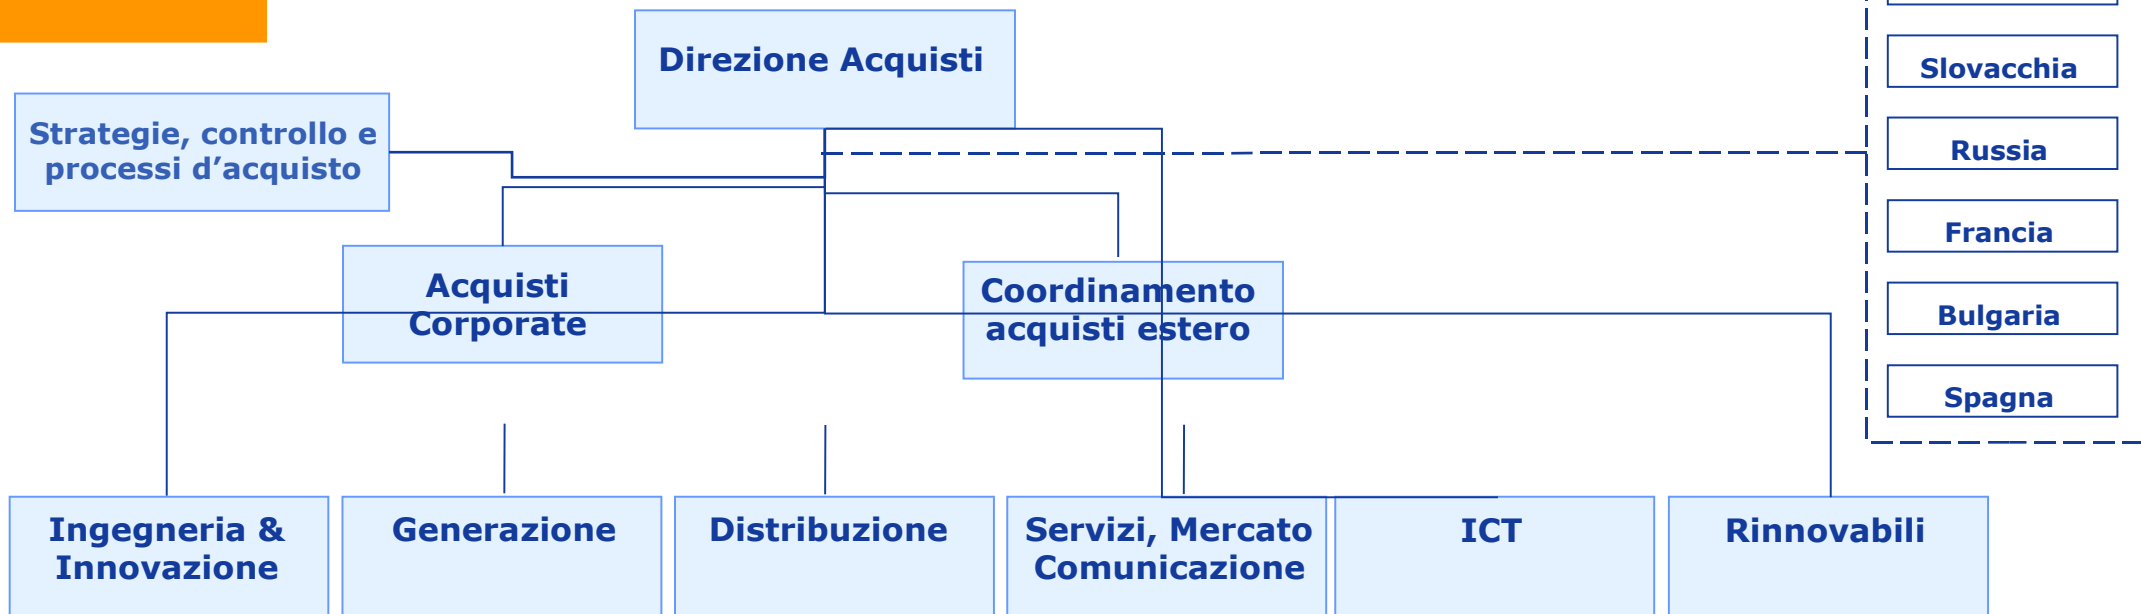 Direzione Acquisti
Strategie, controllo e
processi d’acquisto
Acquisti
Corporate
Coordinamento
acquisti estero
Ingegneria &
Innovazione
Generazione
Distribuzione
Servizi, Mercato
Comunicazione
ICT
Rinnovabili
Slovacchia
Russia
Francia
Bulgaria
Spagna